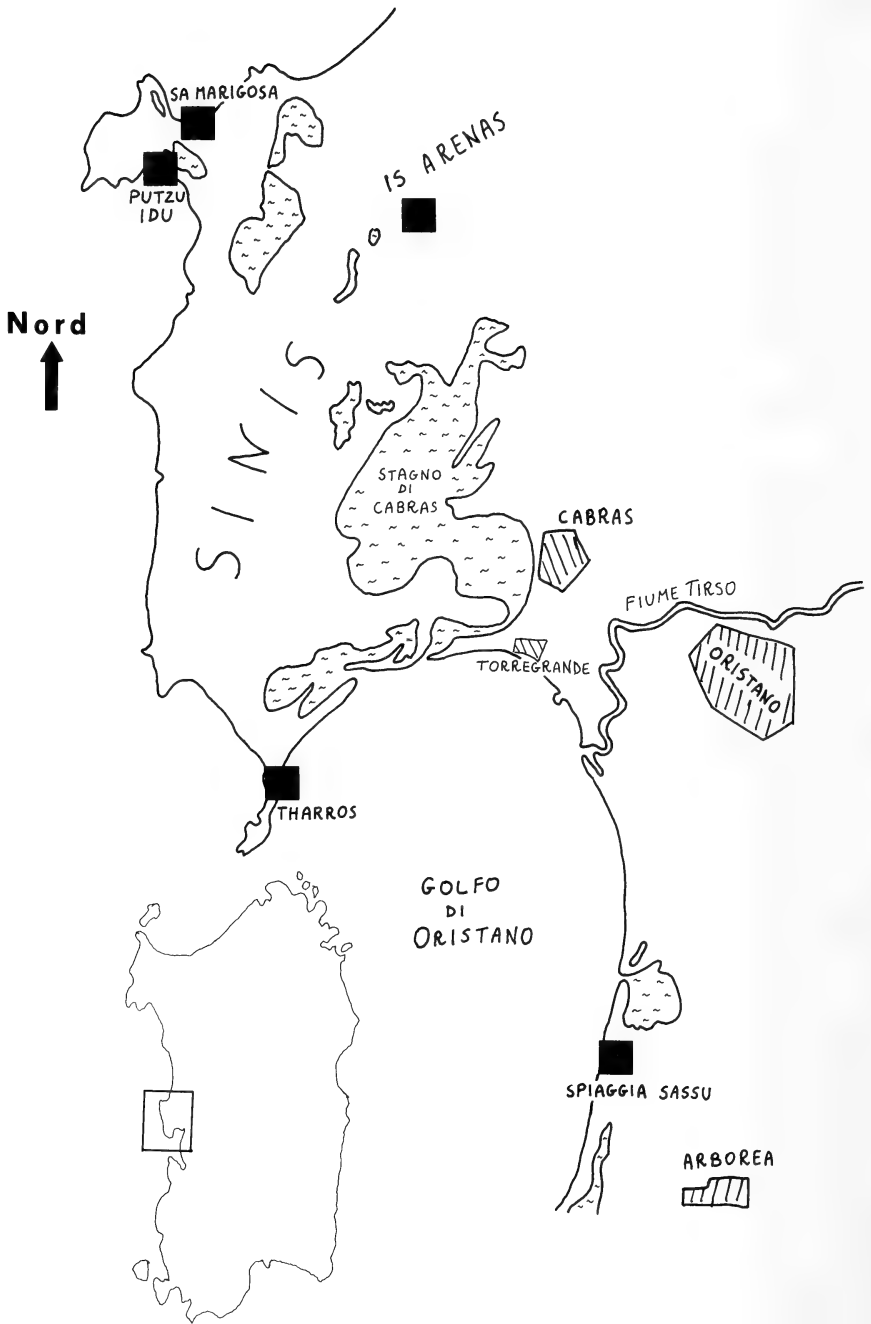 SA MARIGOSA
IS ARENAS
PUTZU
IDU
Nord
SINIS
STAGNO
DI
CABRAS
CABRAS
FIUME TIRSO
ORISTANO
TORREGRANDE
THARROS
GOLFO
DI
ORISTANO
SPIAGGIA SASSU
ARBOREA